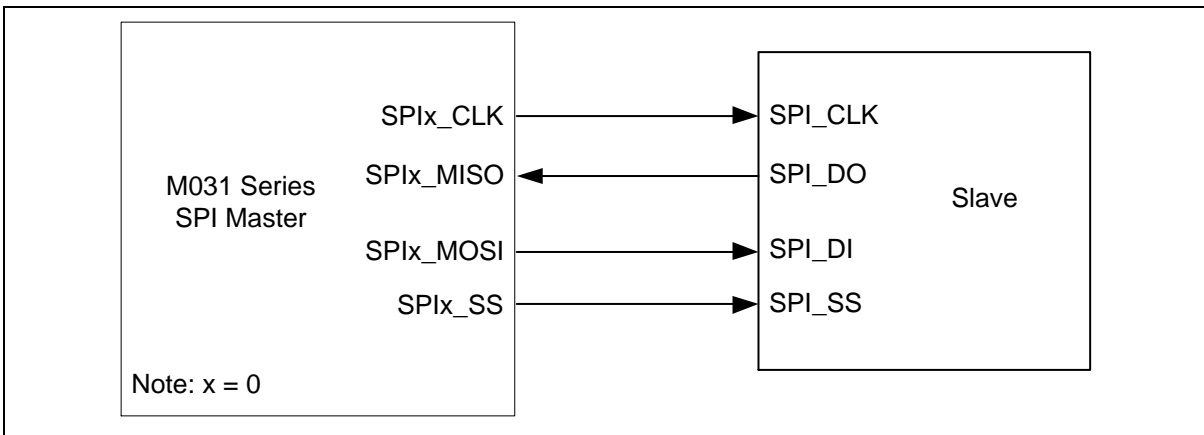 SPIx_CLK
SPI_CLK
SPIx_MISO
SPI_DO
M031 Series
SPI Master
Slave
SPIx_MOSI
SPI_DI
SPIx_SS
SPI_SS
Note: x = 0